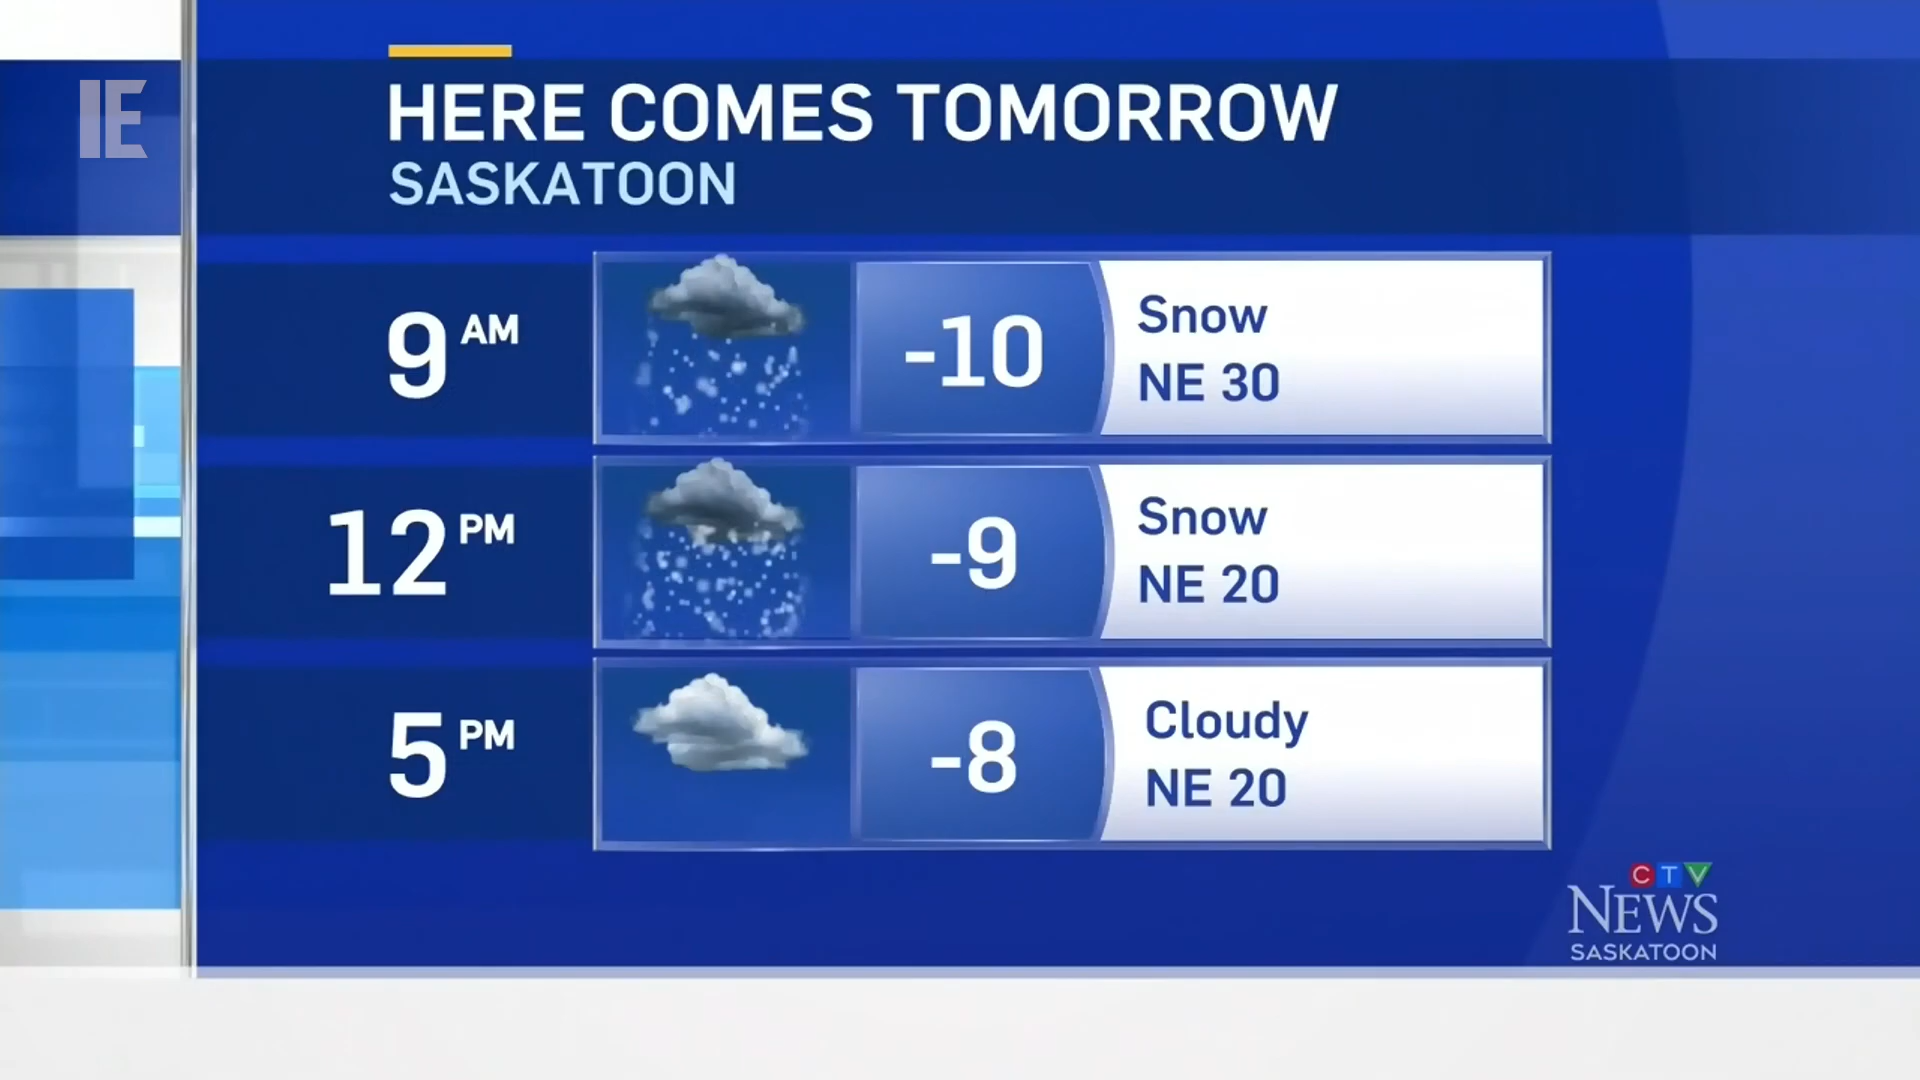 IE
HERE COMES TOMORROW
SASKATOON
9 AM
-10
Snow
NE 30
12 PM
-9
Snow
NE 20
5 PM
-8
Cloudy
NE 20
CTV
NEWS
SASKATOON